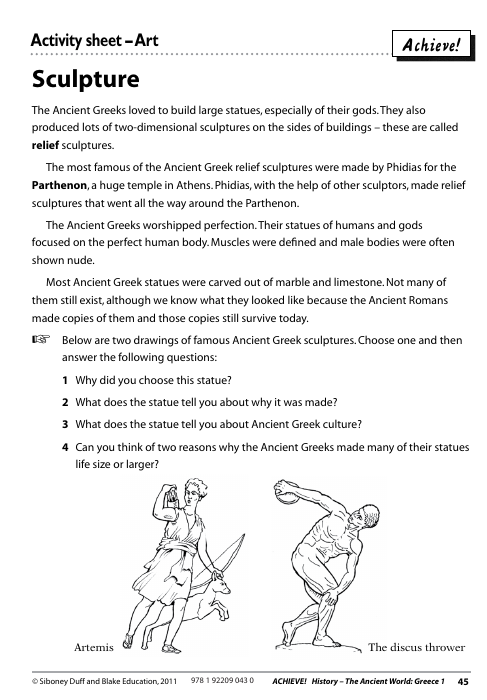 Activity sheet – Art
Achieve!
Sculpture
The Ancient Greeks loved to build large statues, especially of their gods. They also
produced lots of two-dimensional sculptures on the sides of buildings – these are called
relief sculptures.
The most famous of the Ancient Greek relief sculptures were made by Phidias for the
Parthenon, a huge temple in Athens. Phidias, with the help of other sculptors, made relief
sculptures that went all the way around the Parthenon.
The Ancient Greeks worshipped perfection. Their statues of humans and gods
focused on the perfect human body. Muscles were defined and male bodies were often
shown nude.
Most Ancient Greek statues were carved out of marble and limestone. Not many of
them still exist, although we know what they looked like because the Ancient Romans
made copies of them and those copies still survive today.
Below are two drawings of famous Ancient Greek sculptures. Choose one and then
answer the following questions:
1 Why did you choose this statue?
2 What does the statue tell you about why it was made?
3 What does the statue tell you about Ancient Greek culture?
4 Can you think of two reasons why the Ancient Greeks made many of their statues
life size or larger?
Artemis
The discus thrower
© Siboney Duff and Blake Education, 2011 978 1 92209 043 0 ACHIEVE! History – The Ancient World: Greece 1 45